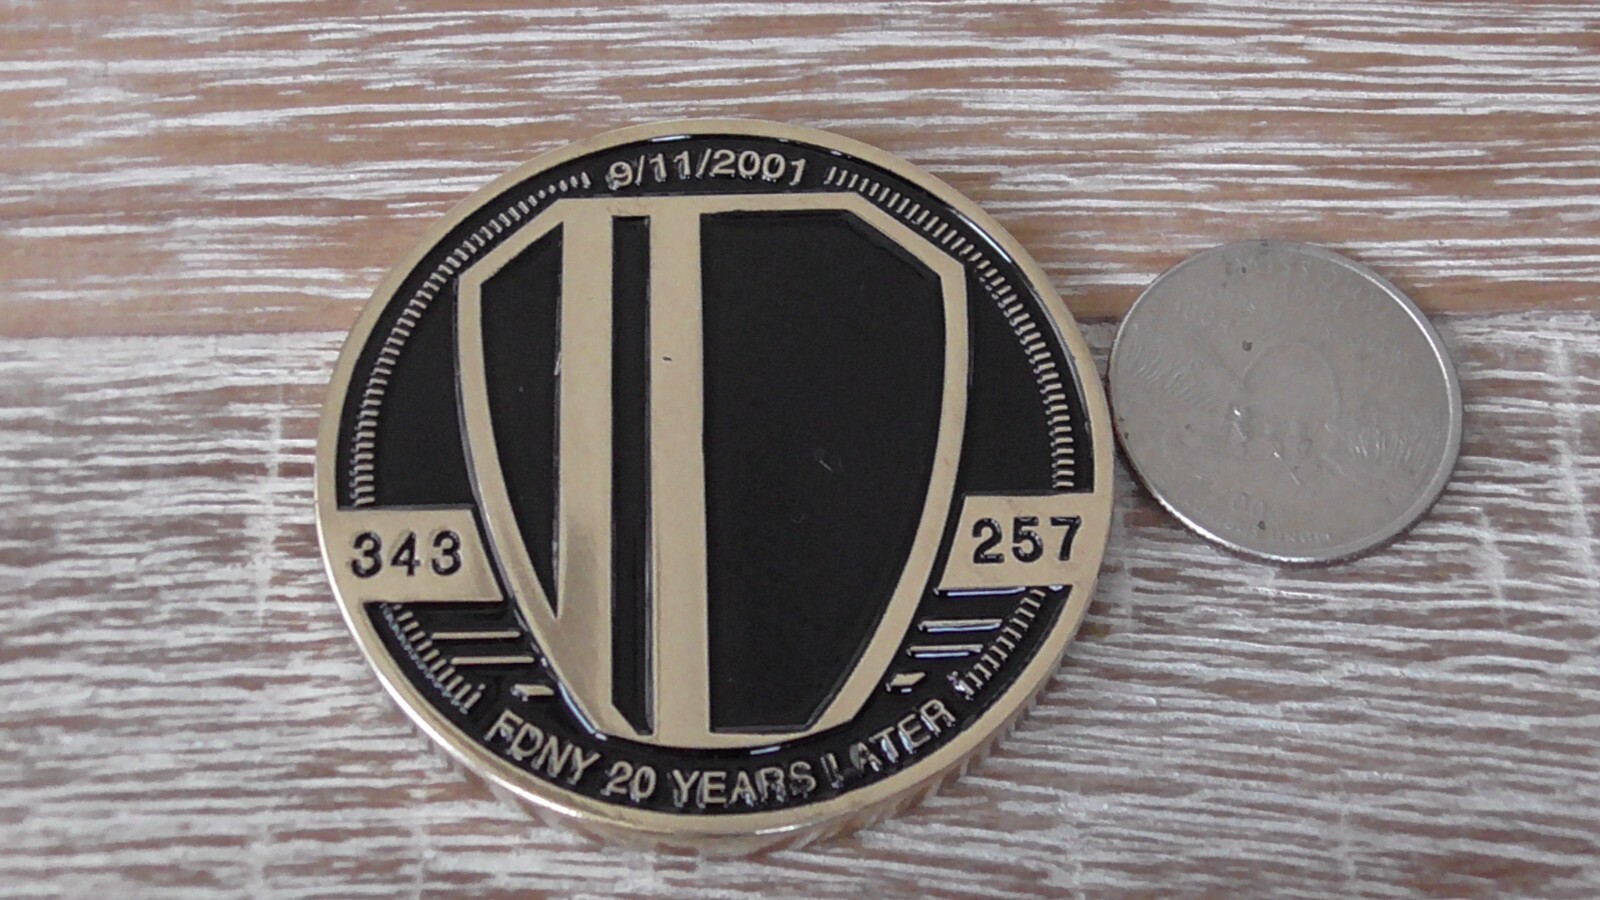 9/11/2001
343
257
FDNY 20 YEARS LATER